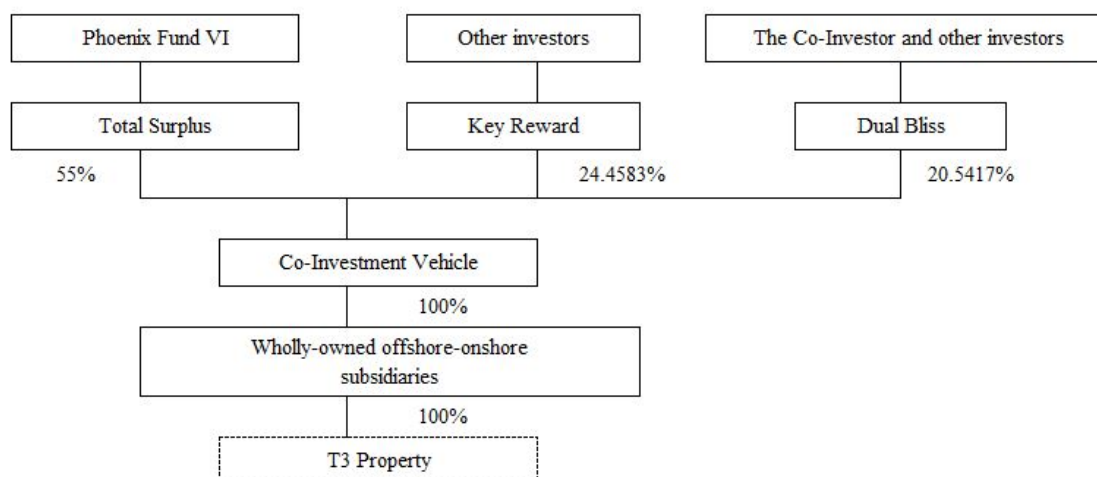 Phoenix Fund VI
Other investors
The Co-Investor and other investors
Total Surplus
Key Reward
Dual Bliss
55%
24.4583%
20.5417%
Co-Investment Vehicle
100%
Wholly-owned offshore-onshore
subsidiaries
100%
T3 Property